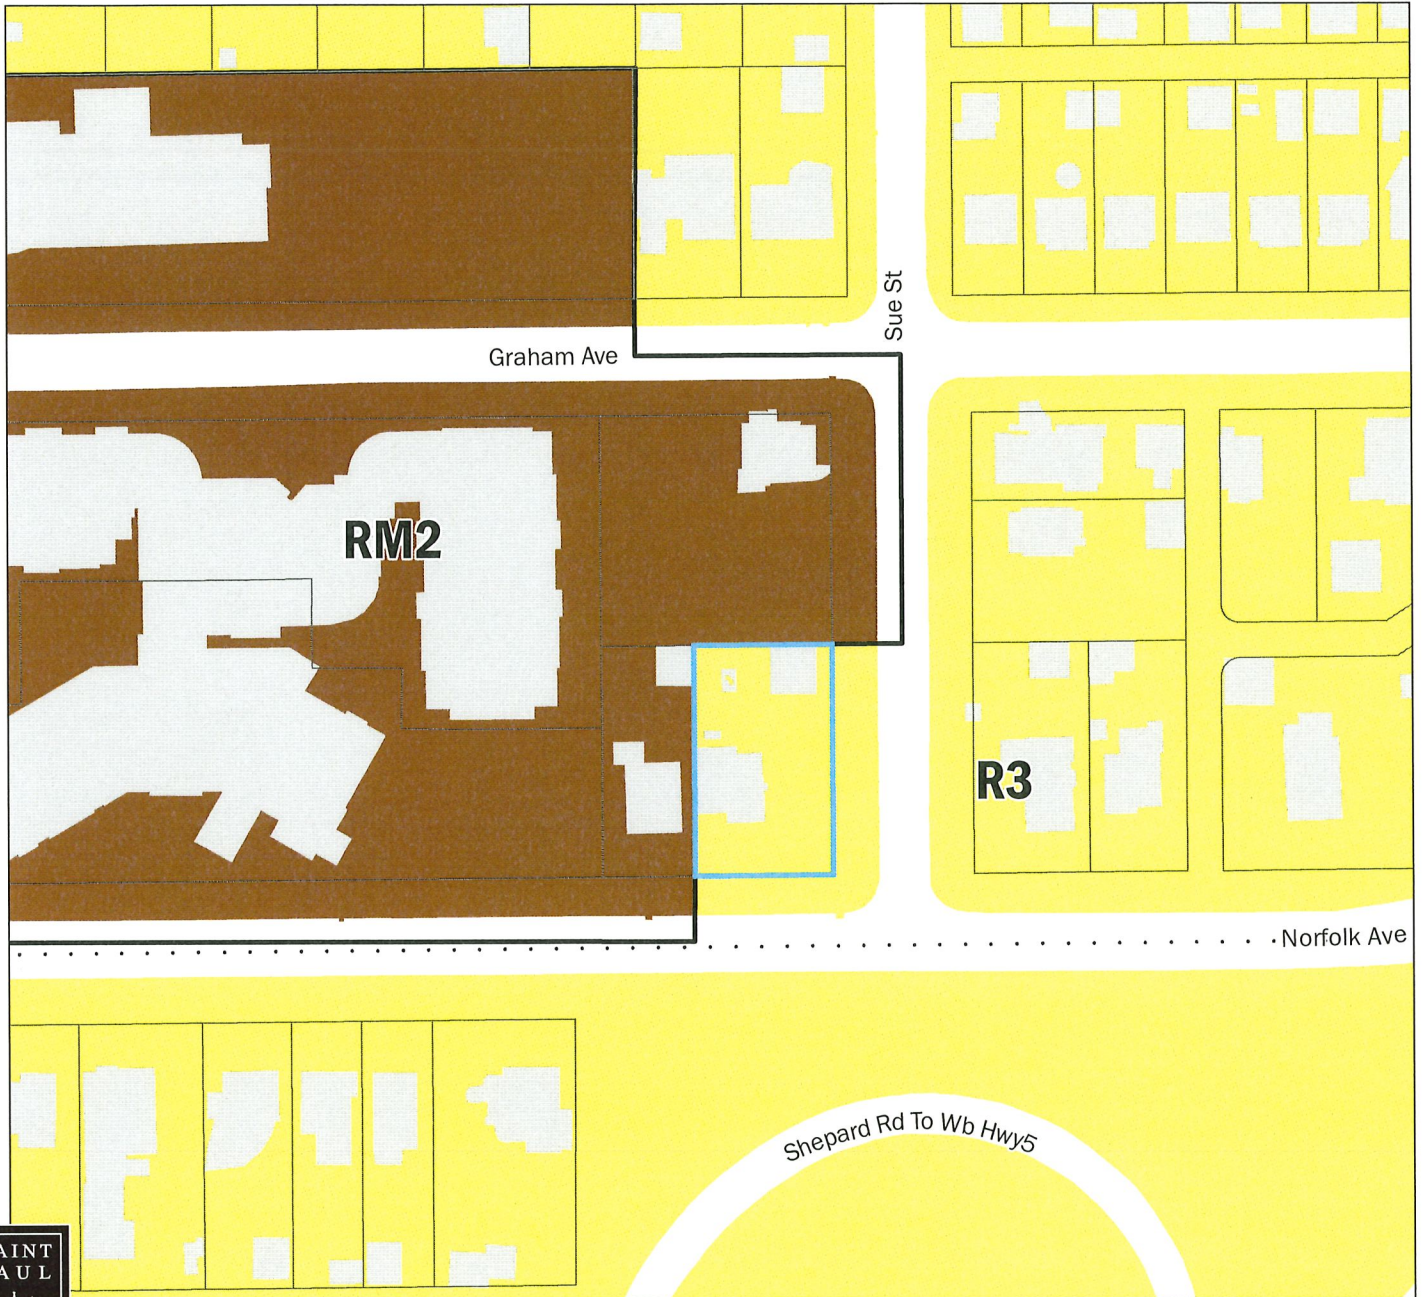 Sue St
Graham Ave
RM2
R3
Norfolk Ave
Shepard Rd To Wb Hwy5
AINT
AUL